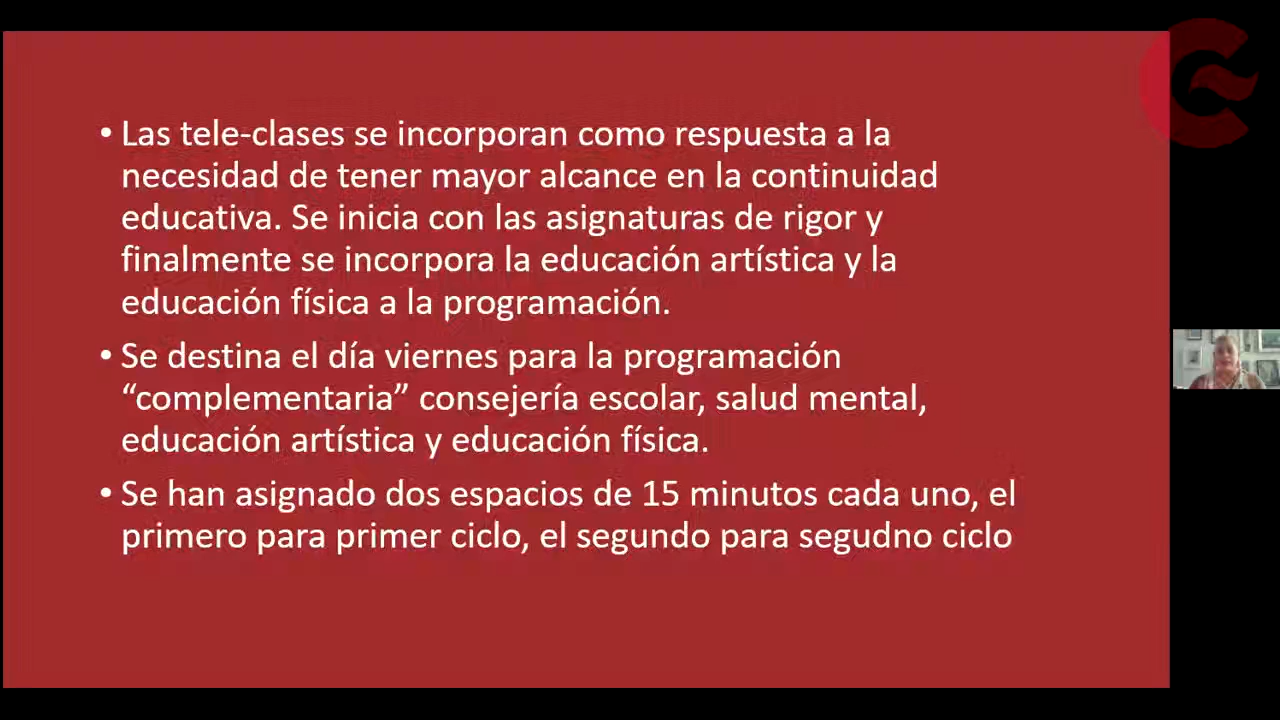 • Las tele-clases se incorporan como respuesta a la
necesidad de tener mayor alcance en la continuidad
educativa. Se inicia con las asignaturas de rigor y
finalmente se incorpora la educación artística y la
educación física a la programación.
• Se destina el día viernes para la programación
“complementaria” consejería escolar, salud mental,
educación artística y educación física.
• Se han asignado dos espacios de 15 minutos cada uno, el
primero para primer ciclo, el segundo para segudno ciclo